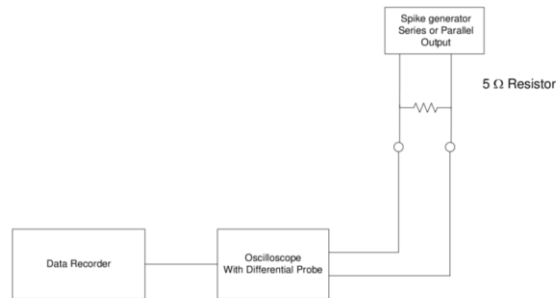 Spike generator
Series or Parallel
Output
5 Ω Resistor
Data Recorder
Oscilloscope
With Differential Probe